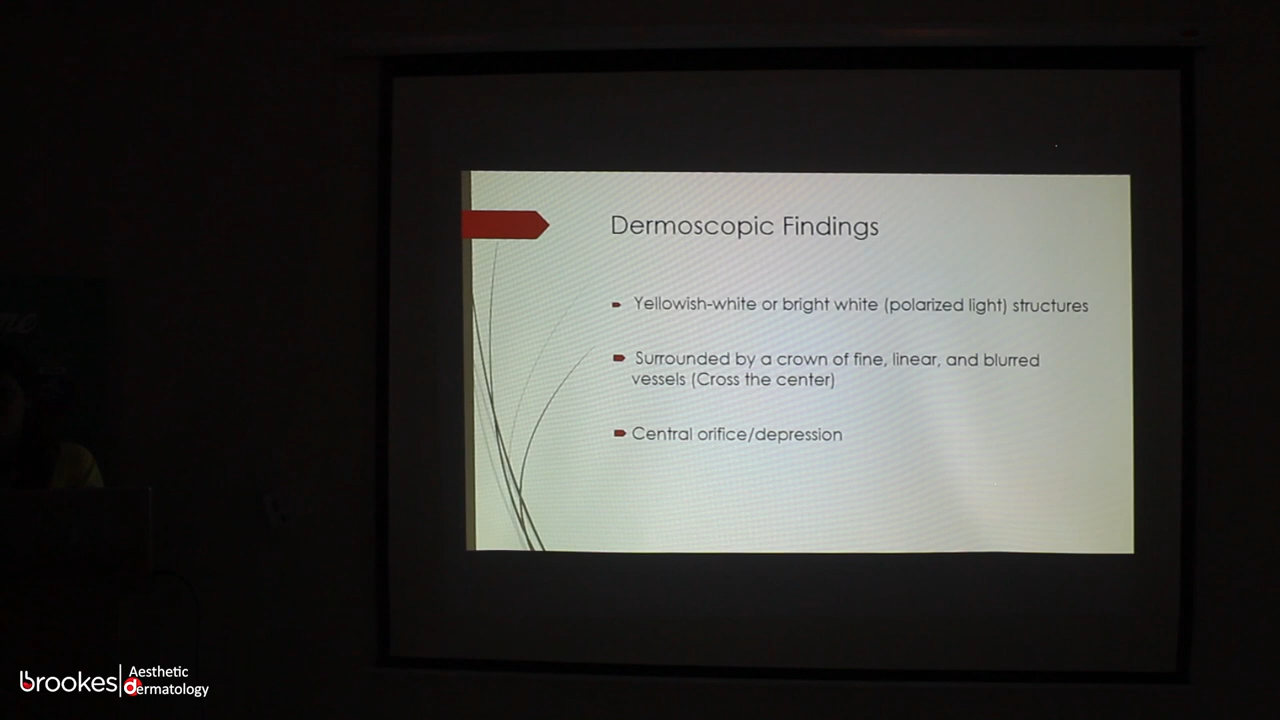 Dermoscopic Findings
Yellowish-white or bright white (polarized light) structures
Surrounded by a crown of fine, linear, and blurred
vessels (Cross the center)
Central orifice/depression
brookes
Aesthetic
dermatology